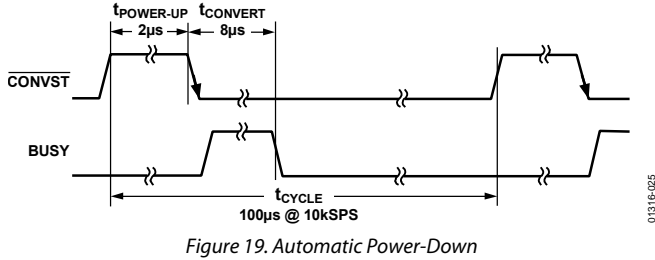 tPOWER-UP tCONVERT
2µs 8µs
CONVST
BUSY
tCYCLE
100µs @ 10kSPS
01316-025
Figure 19. Automatic Power-Down